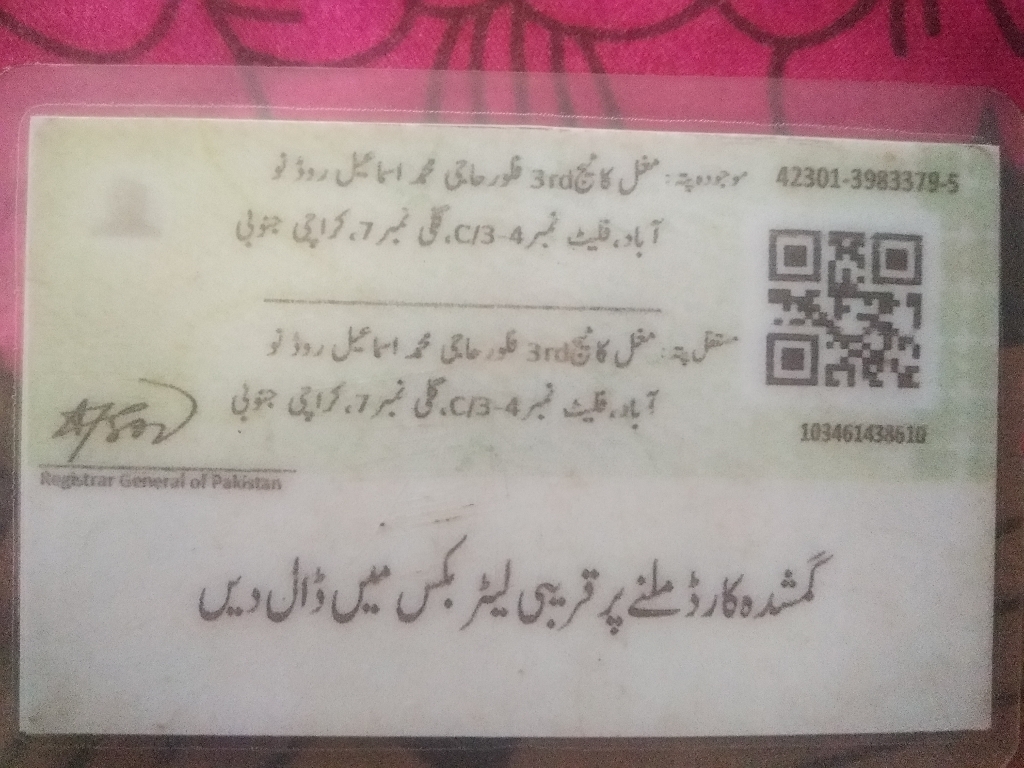 42301-3983379-5
موجودہ پتہ: مغل کاٹیج 3rd فلور حاجی محمد اسماعیل روڈ نو
آباد، فلیٹ نمبر C/3-4، گلی نمبر 7، کراچی جنوبی
مستقل پتہ: مغل کاٹیج 3rd فلور حاجی محمد اسماعیل روڈ نو
آباد، فلیٹ نمبر C/3-4، گلی نمبر 7، کراچی جنوبی
103461438610
Registrar General of Pakistan
گمشدہ کارڈ ملنے پر قریبی لیٹر بکس میں ڈال دیں